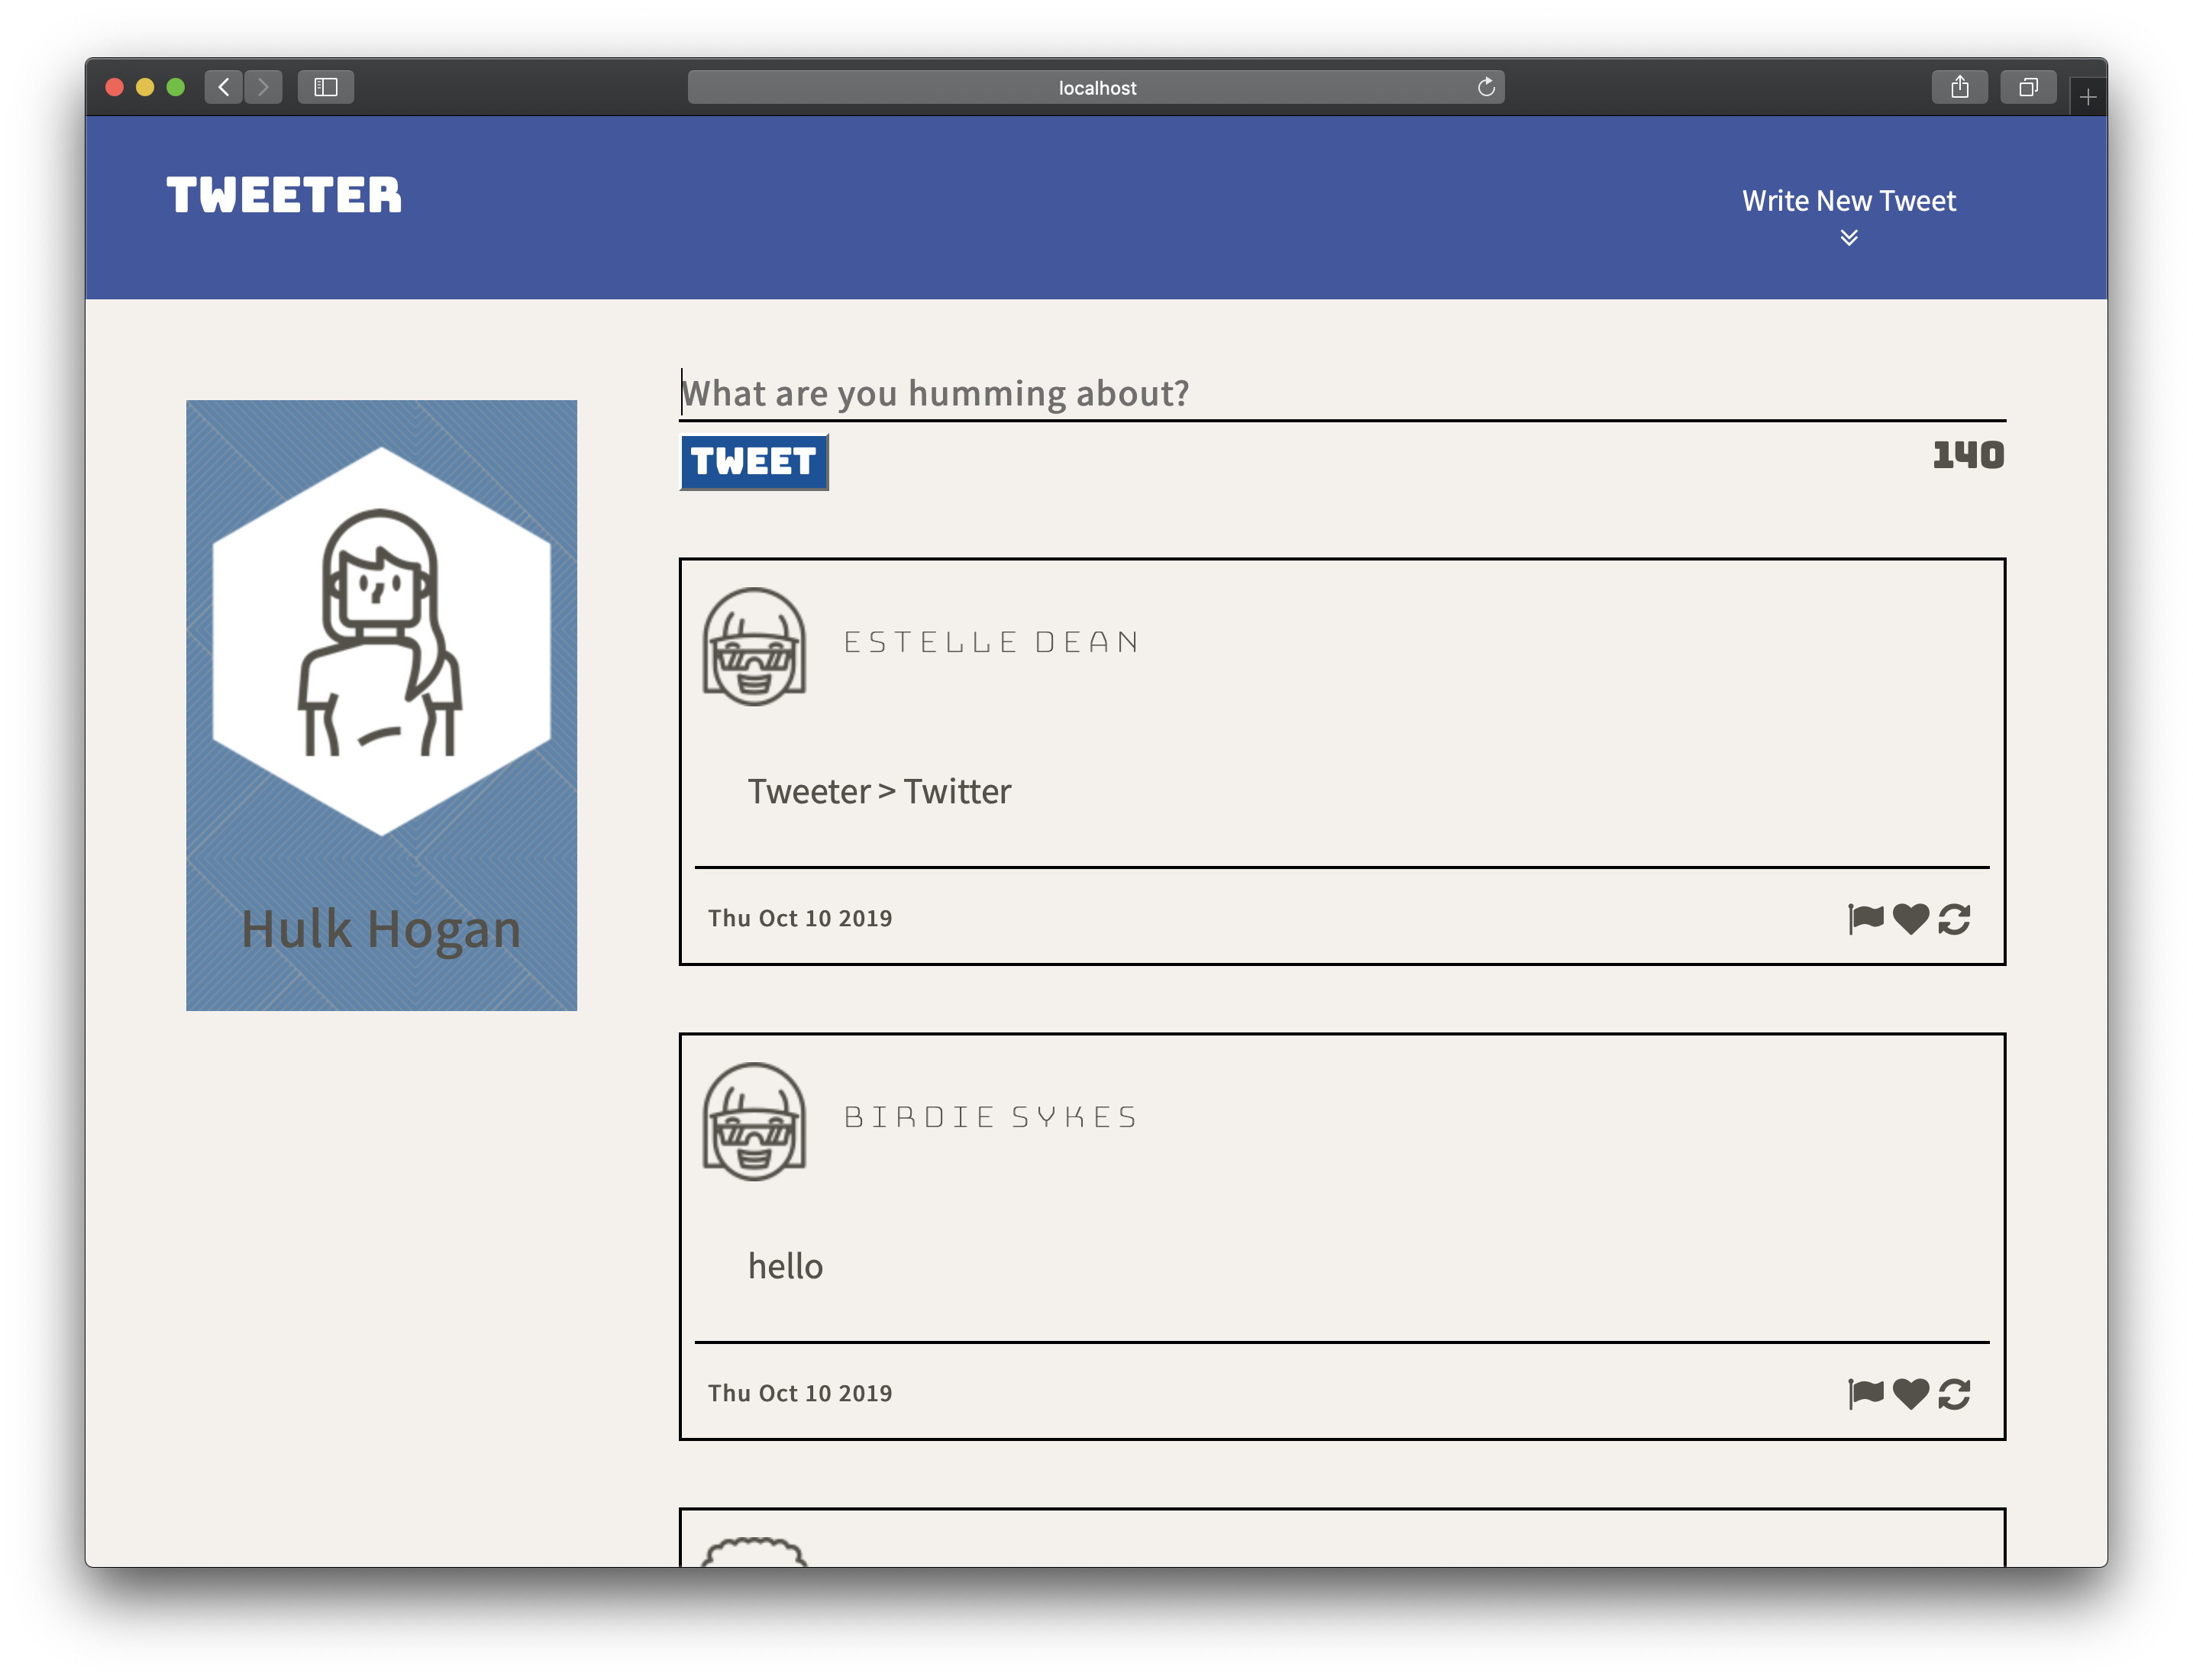 localhost
TWEETER
Write New Tweet
What are you humming about?
TWEET
140
Hulk Hogan
ESTELLE DEAN
Tweeter > Twitter
Thu Oct 10 2019
BIRDIE SYKES
hello
Thu Oct 10 2019